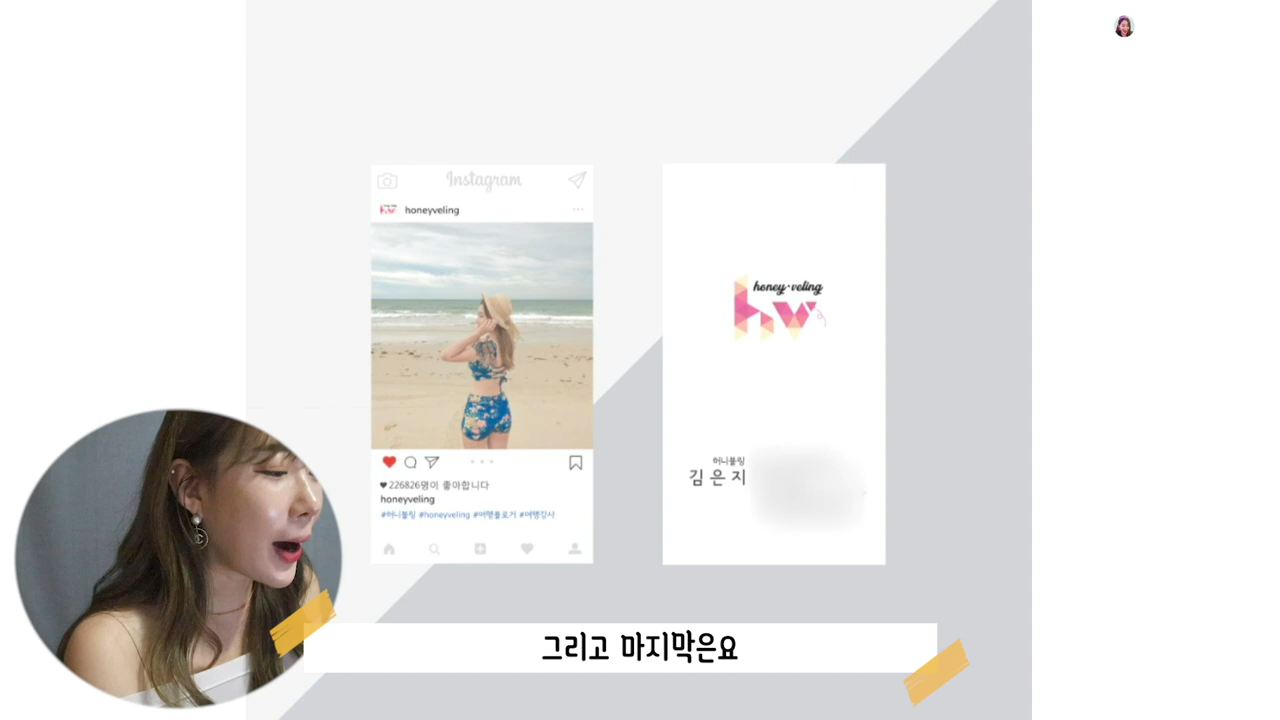 Instagram
honeyveling
226826명이 좋아합니다
honeyveling
#허니블링 #honeyveling #여행블로거 #여행강사
honey·veling
hv
허니블링
김은지
그리고 마지막은요